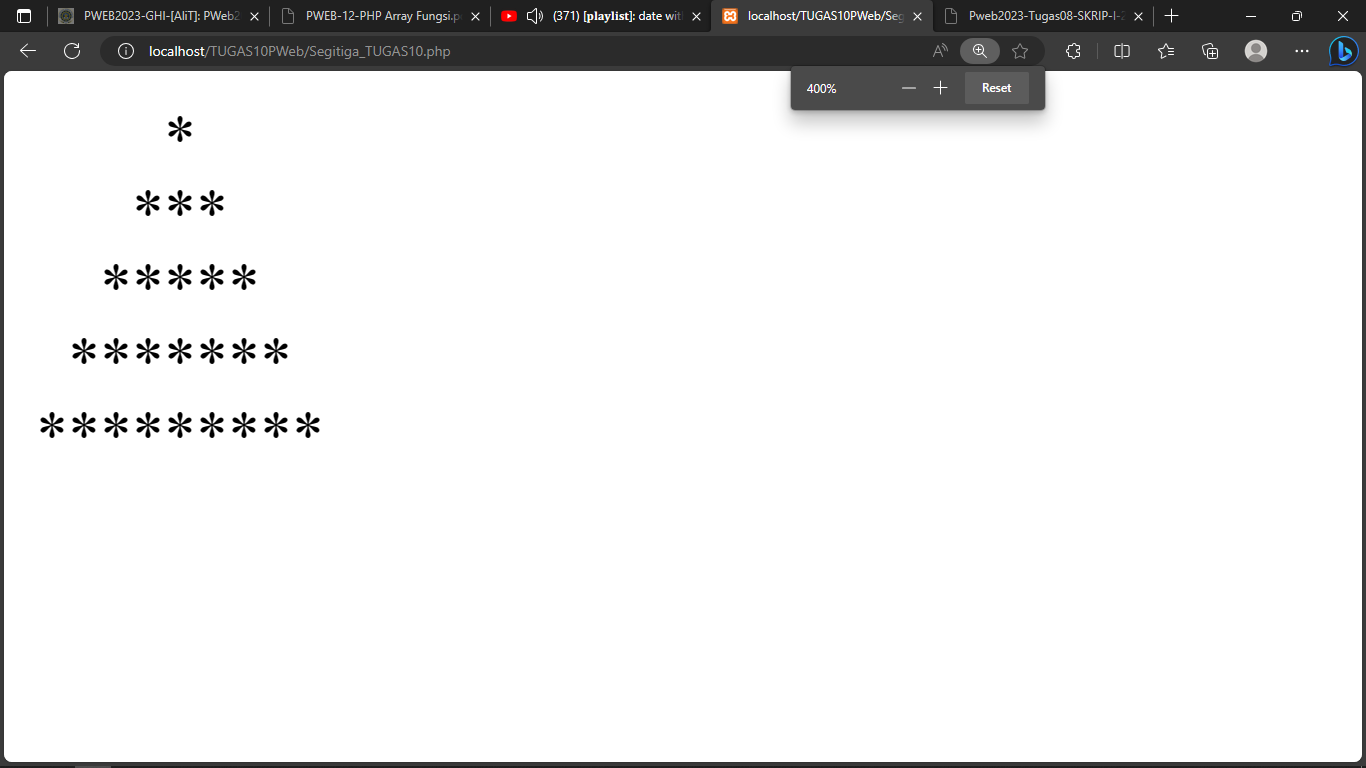 PWEB2023-GHI-[AliT]: PWeb2
PWEB-12-PHP Array Fungsi.p
(371) [playlist]: date wit
localhost/TUGAS10PWeb/Seg
Pweb2023-Tugas08-SKRIP-I-2
localhost/TUGAS10PWeb/Segitiga_TUGAS10.php
400%
Reset
*
***
*****
*******
*********